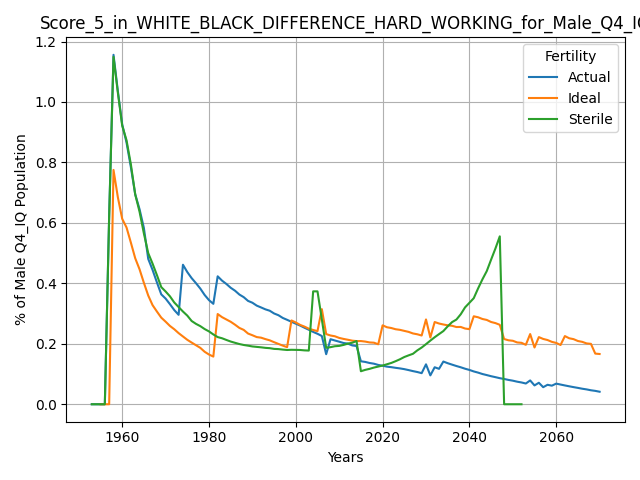 Score_5_in_WHITE_BLACK_DIFFERENCE_HARD_WORKING_for_Male_Q4_IQ
% of Male Q4_IQ Population
1.2
1.0
0.8
0.6
0.4
0.2
0.0
Fertility
Actual
Ideal
Sterile
1960
1980
2000
2020
2040
2060
Years